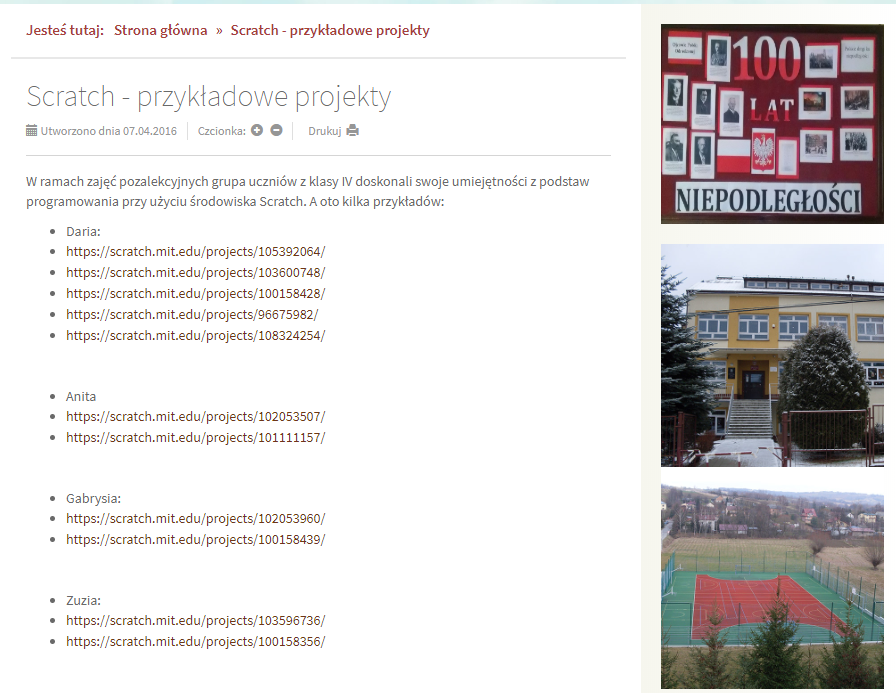 Jesteś tutaj: Strona główna » Scratch - przykładowe projekty
Scratch - przykładowe projekty
Utworzono dnia 07.04.2016 Czcionka: Drukuj
W ramach zajęć pozalekcyjnych grupa uczniów z klasy IV doskonali swoje umiejętności z podstaw
programowania przy użyciu środowiska Scratch. A oto kilka przykładów:
Daria:
https://scratch.mit.edu/projects/105392064/
https://scratch.mit.edu/projects/103600748/
https://scratch.mit.edu/projects/100158428/
https://scratch.mit.edu/projects/96675982/
https://scratch.mit.edu/projects/108324254/
Anita
https://scratch.mit.edu/projects/102053507/
https://scratch.mit.edu/projects/101111157/
Gabrysia:
https://scratch.mit.edu/projects/102053960/
https://scratch.mit.edu/projects/100158439/
Zuzia:
https://scratch.mit.edu/projects/103596736/
https://scratch.mit.edu/projects/100158356/
100
LAT
NIEPODLEGŁOŚCI